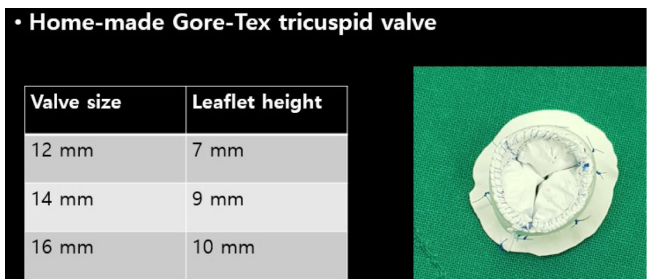 • Home-made Gore-Tex tricuspid valve
Valve size Leaflet height
12 mm 7 mm
14 mm 9 mm
16 mm 10 mm